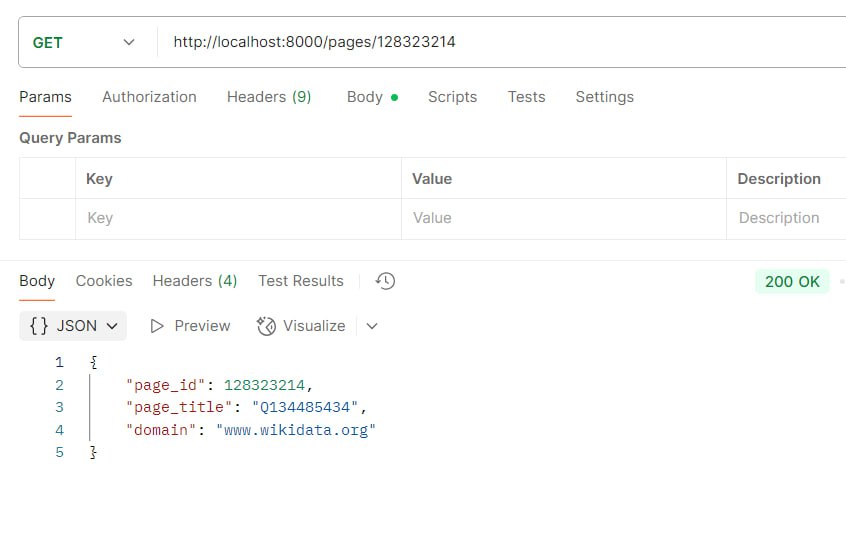 GET http://localhost:8000/pages/128323214
Params Authorization Headers (9) Body Scripts Tests Settings
Query Params
Key Value Description
Key Value Description
Body Cookies Headers (4) Test Results 200 OK
{} JSON Preview Visualize
1 {
2 "page_id": 128323214,
3 "page_title": "Q134485434",
4 "domain": "www.wikidata.org"
5 }